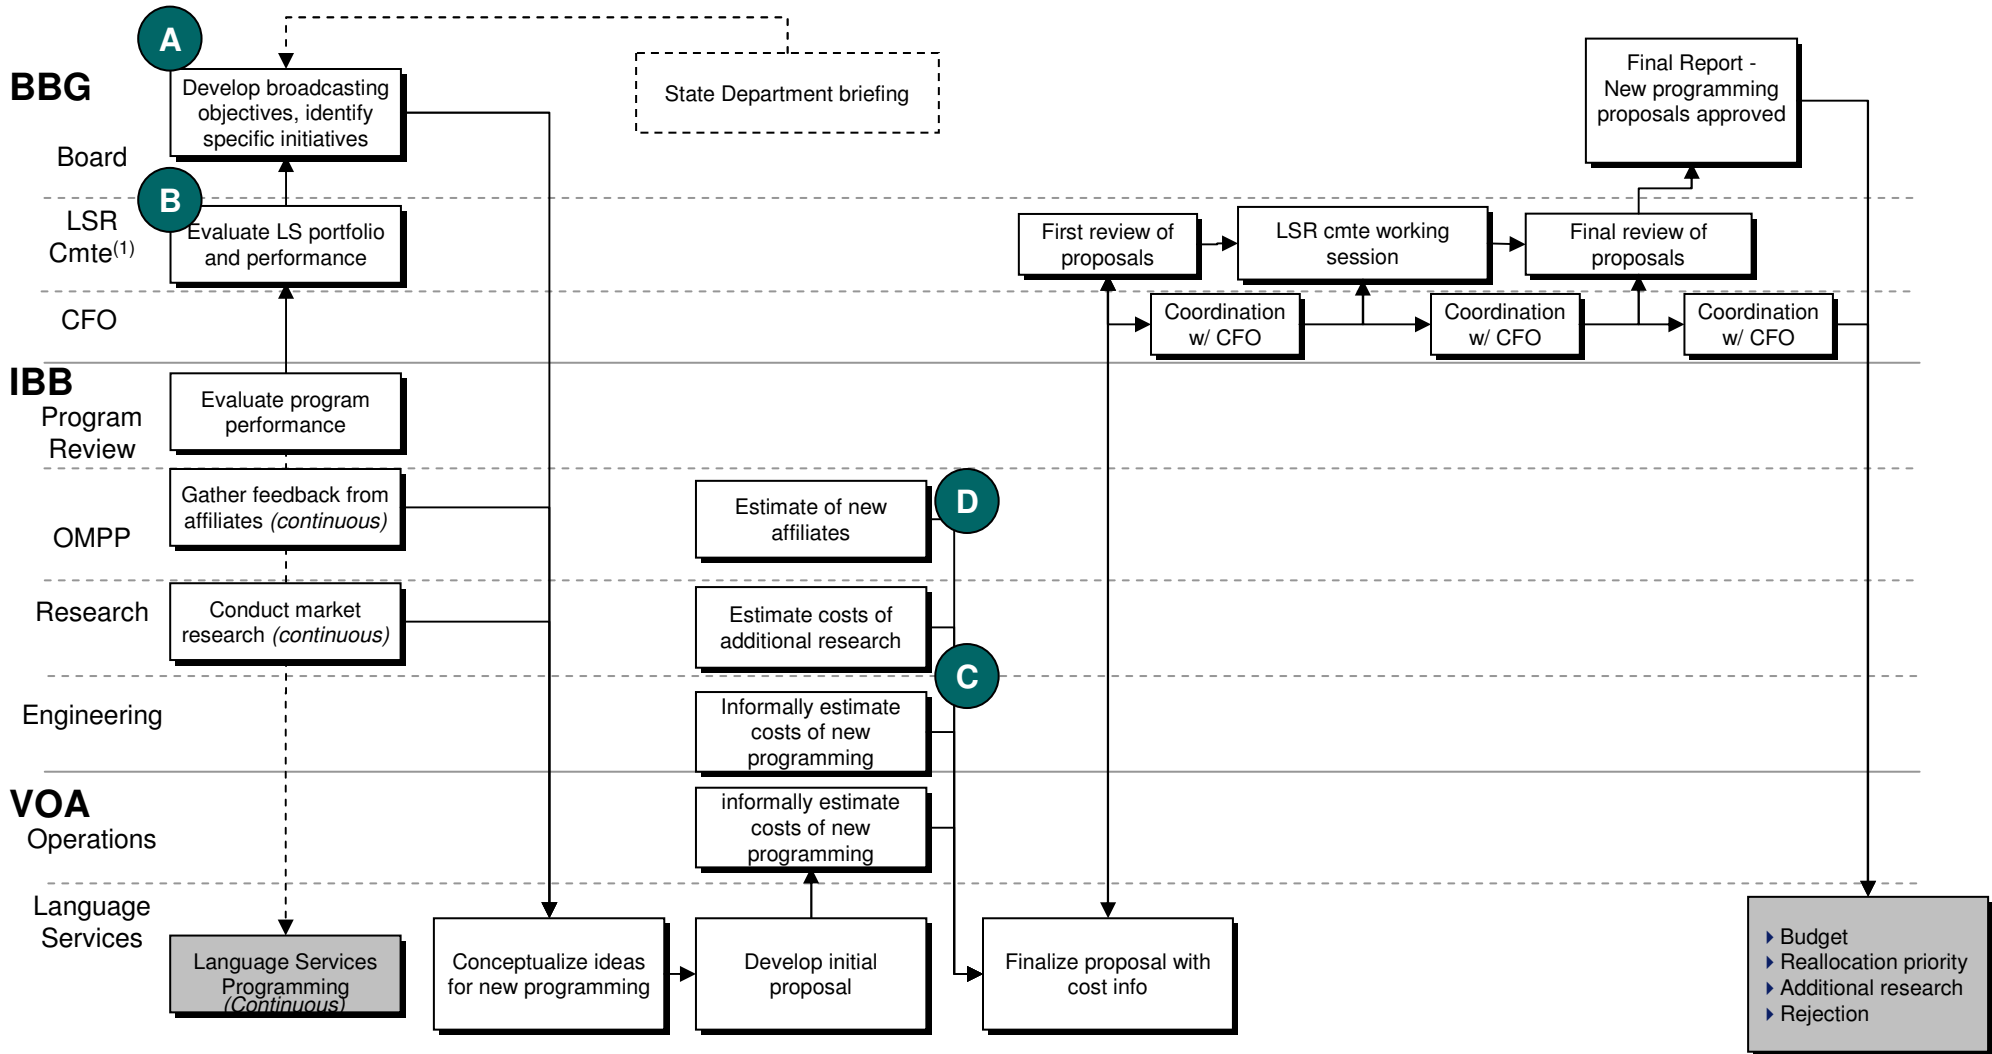 A
BBG
Develop broadcasting
objectives, identify
specific initiatives
State Department briefing
Final Report -
New programming
proposals approved
Board
B
LSR
Cmte(1)
Evaluate LS portfolio
and performance
First review of
proposals
LSR cmte working
session
Final review of
proposals
CFO
Coordination
w/ CFO
Coordination
w/ CFO
Coordination
w/ CFO
IBB
Program
Review
Evaluate program
performance
OMPP
Gather feedback from
affiliates (continuous)
Estimate of new
affiliates
D
Research
Conduct market
research (continuous)
Estimate costs of
additional research
C
Engineering
Informally estimate
costs of new
programming
VOA
Operations
informally estimate
costs of new
programming
Language
Services
Language Services
Programming
(Continuous)
Conceptualize ideas
for new programming
Develop initial
proposal
Finalize proposal with
cost info
Budget
Reallocation priority
Additional research
Rejection